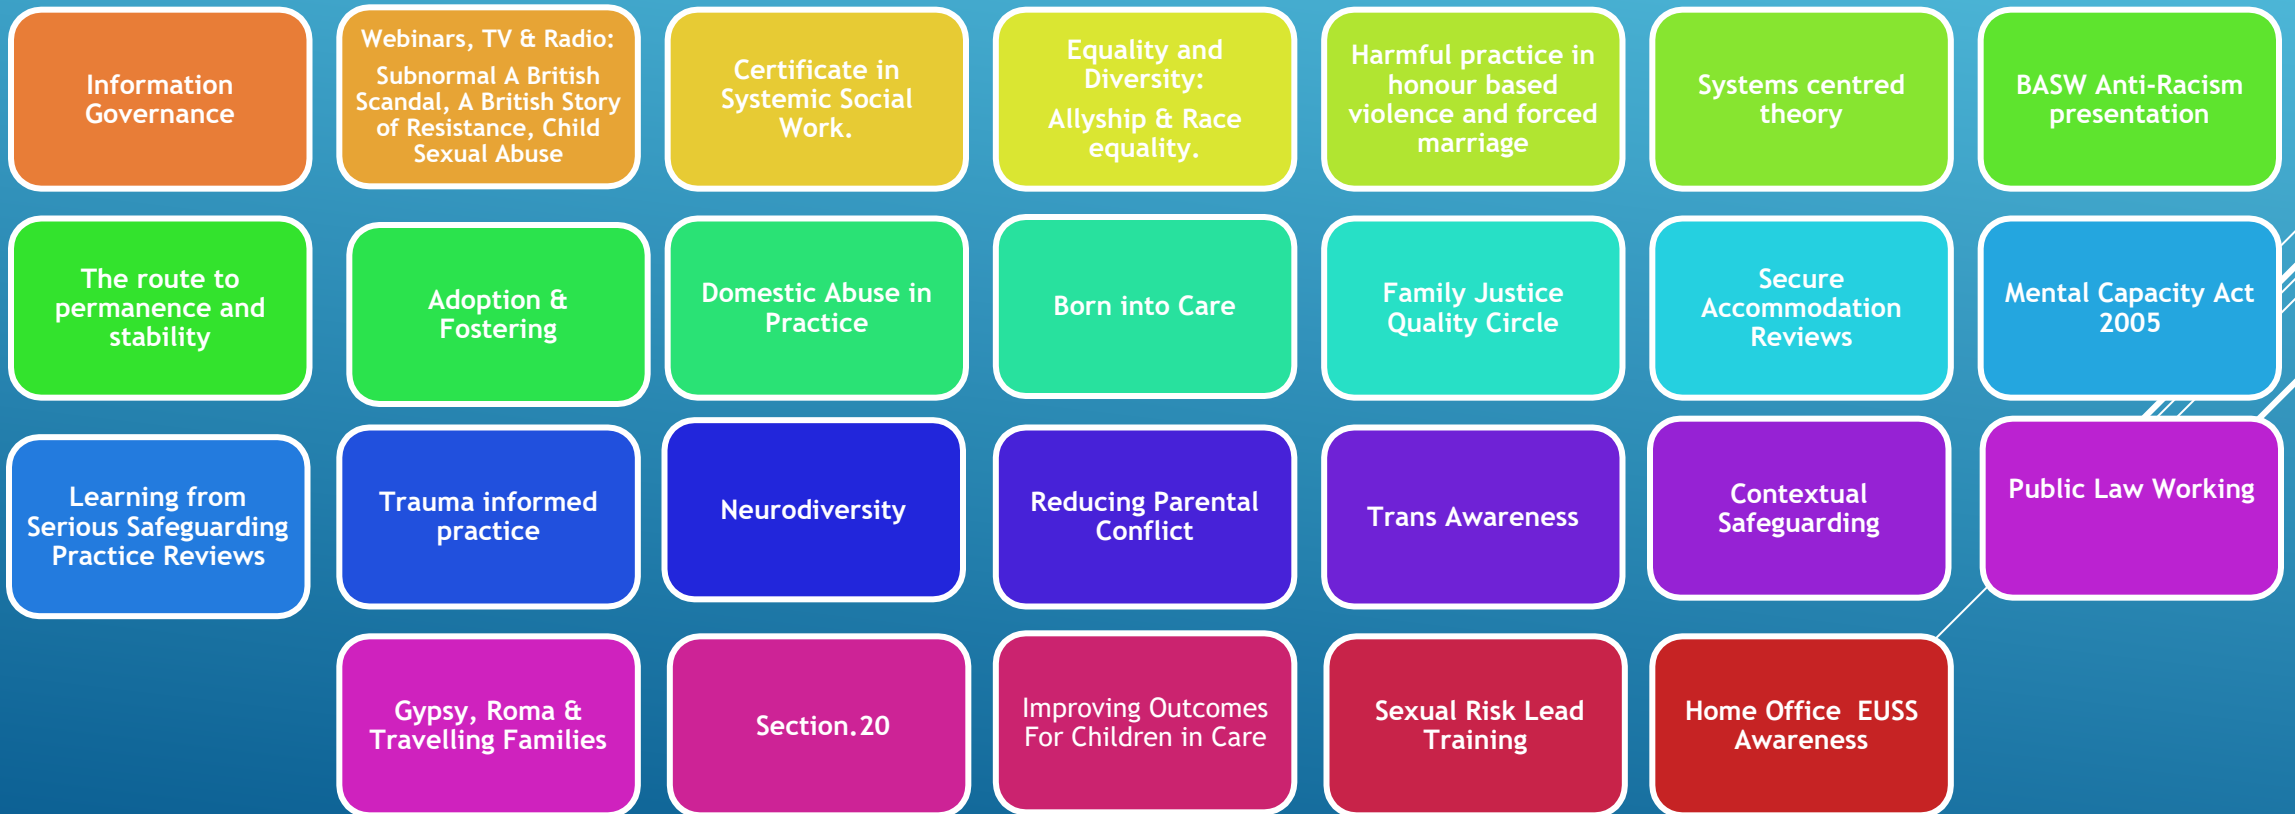 Information
Governance
Webinars, TV & Radio:
Subnormal A British
Scandal, A British Story
of Resistance, Child
Sexual Abuse
Certificate in
Systemic Social
Work.
Equality and
Diversity:
Allyship & Race
equality.
Harmful practice in
honour based
violence and forced
marriage
Systems centred
theory
BASW Anti-Racism
presentation
The route to
permanence and
stability
Adoption &
Fostering
Domestic Abuse in
Practice
Born into Care
Family Justice
Quality Circle
Secure
Accommodation
Reviews
Mental Capacity Act
2005
Learning from
Serious Safeguarding
Practice Reviews
Trauma informed
practice
Neurodiversity
Reducing Parental
Conflict
Trans Awareness
Contextual
Safeguarding
Public Law Working
Gypsy, Roma &
Travelling Families
Section.20
Improving Outcomes
For Children in Care
Sexual Risk Lead
Training
Home Office EUSS
Awareness